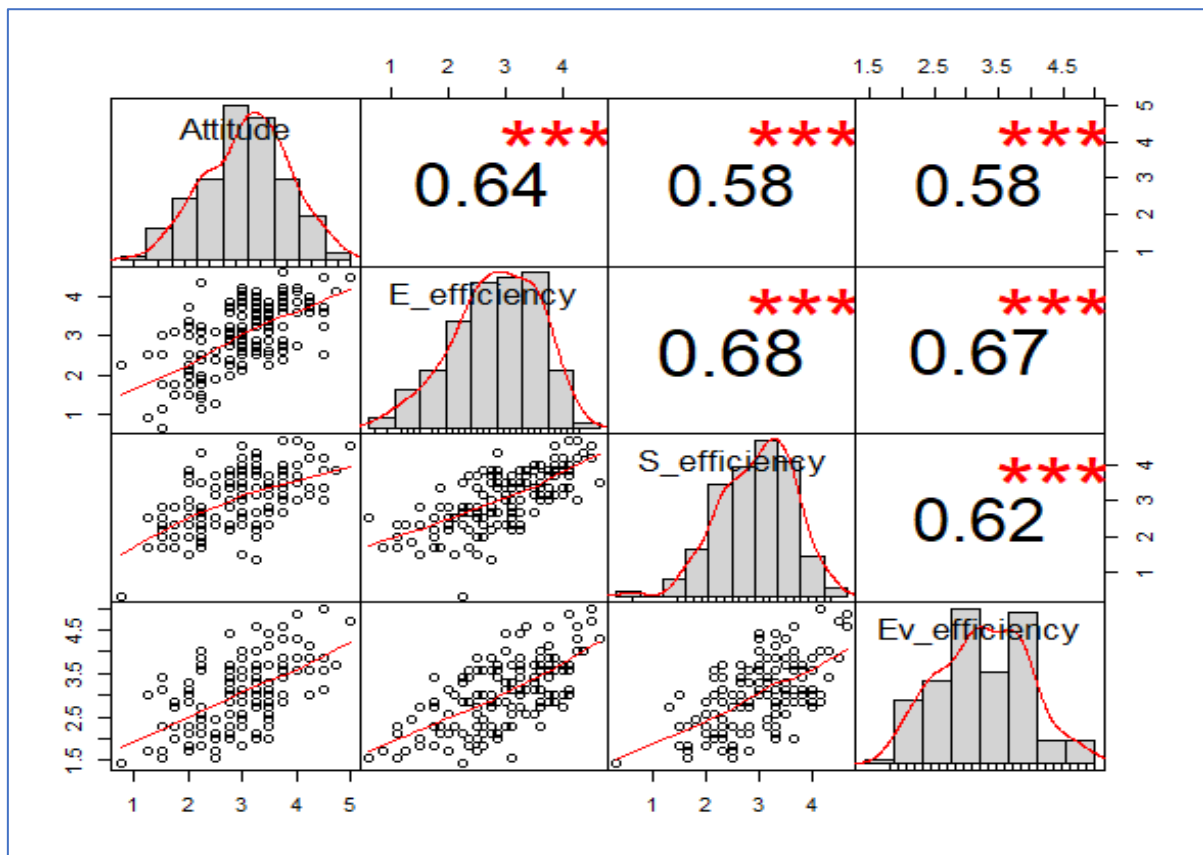 1 2 3 4 1.5 2.5 3.5 4.5
Attitude *** *** ***
0.64 0.58 0.58
5
4
3
2
1
E_efficiency *** ***
0.68 0.67
4
3
2
1
S_efficiency ***
0.62
4
3
2
1
Ev_efficiency
4.5
3.5
2.5
1.5
1 2 3 4 5 1 2 3 4